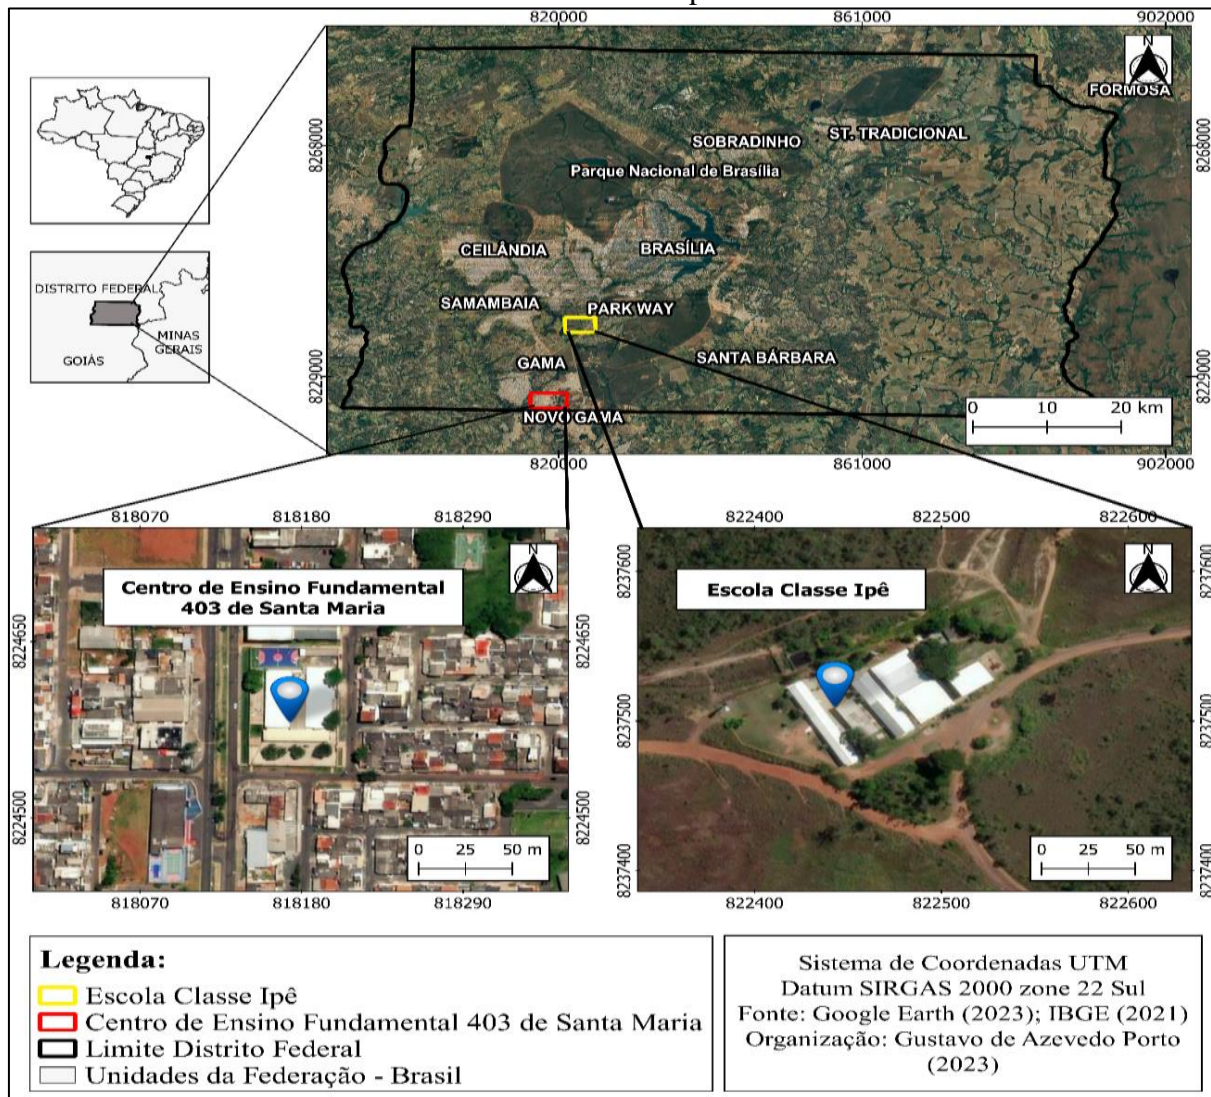 820000
861000
902000
N
FORMOSA
8268000
8268000
SOBRADINHO
ST. TRADICIONAL
Parque Nacional de Brasília
CEILÂNDIA
BRASÍLIA
SAMAMBAIA
PARK WAY
GAMA
SANTA BÁRBARA
8229000
8229000
NOVO GAMA
0 10 20 km
820000
861000
902000
DISTRITO FEDERAL
MINAS
GERAIS
GOIÁS
818070
818180
818290
N
Centro de Ensino Fundamental
403 de Santa Maria
8224650
8224650
8224500
8224500
0 25 50 m
818070
818180
818290
822400
822500
822600
N
Escola Classe Ipê
8237600
8237600
8237500
8237500
8237400
8237400
0 25 50 m
822400
822500
822600
Legenda:
Escola Classe Ipê
Centro de Ensino Fundamental 403 de Santa Maria
Limite Distrito Federal
Unidades da Federação - Brasil
Sistema de Coordenadas UTM
Datum SIRGAS 2000 zone 22 Sul
Fonte: Google Earth (2023); IBGE (2021)
Organização: Gustavo de Azevedo Porto
(2023)